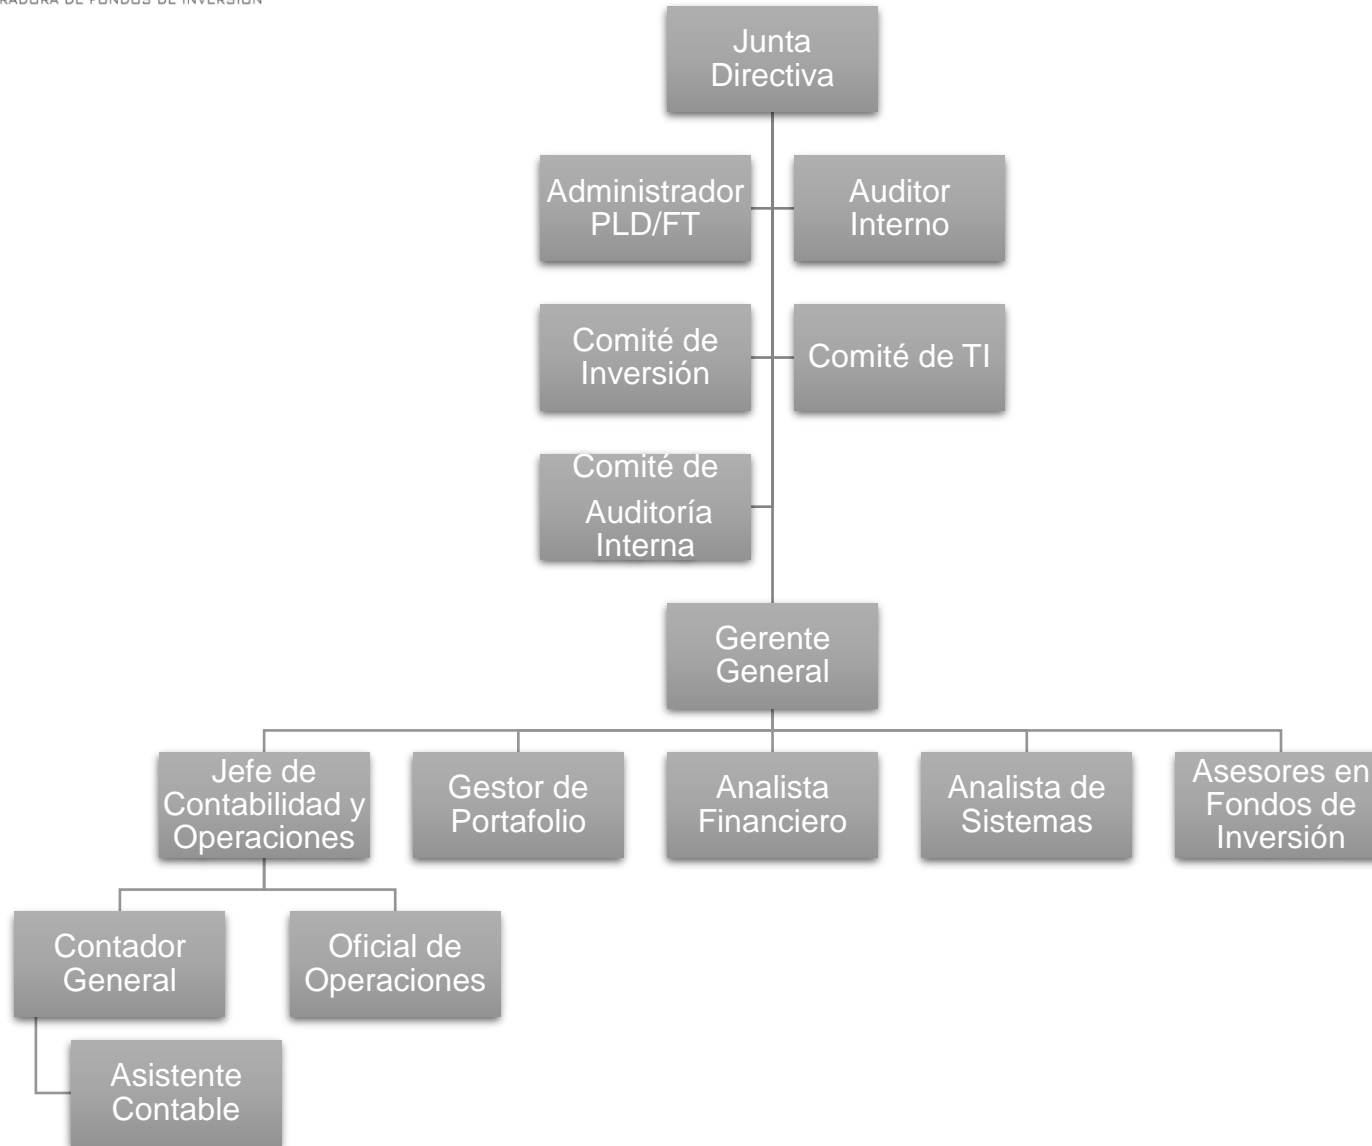 Junta
Directiva
Administrador
PLD/FT
Auditor
Interno
Comité de
Inversión
Comité de TI
Comité de
Auditoría
Interna
Gerente
General
Jefe de
Contabilidad y
Operaciones
Gestor de
Portafolio
Analista
Financiero
Analista de
Sistemas
Asesores en
Fondos de
Inversión
Contador
General
Oficial de
Operaciones
Asistente
Contable